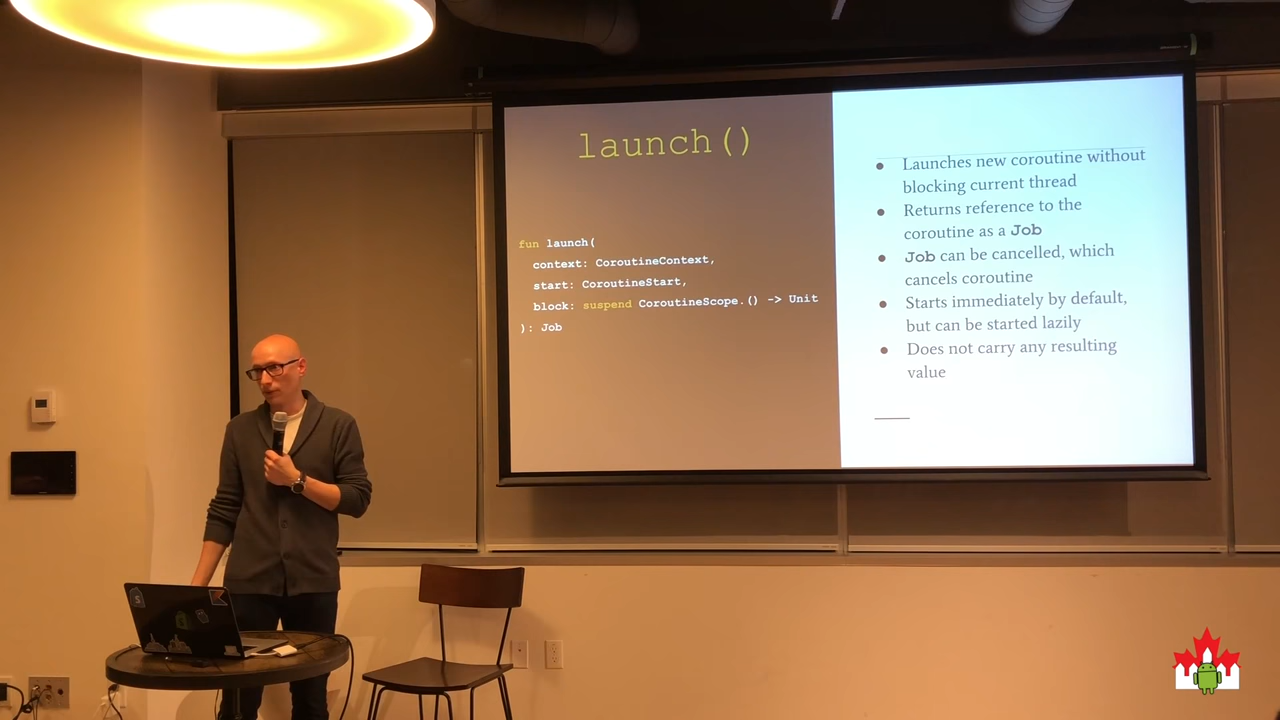 launch()
fun launch(
context: CoroutineContext,
start: CoroutineStart,
block: suspend CoroutineScope.() -> Unit
): Job
● Launches new coroutine without
blocking current thread
● Returns reference to the
coroutine as a Job
● Job can be cancelled, which
cancels coroutine
● Starts immediately by default,
but can be started lazily
● Does not carry any resulting
value